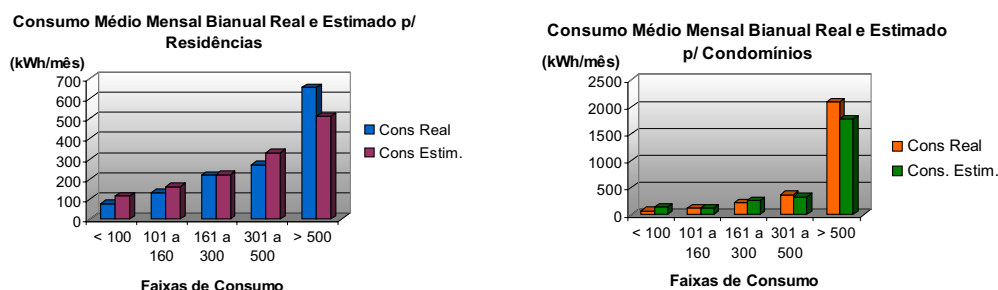 Consumo Médio Mensal Bianual Real e Estimado p/
Residências
(kWh/mês)
700
600
500
400
300
200
100
0
< 100
101 a
160
161 a
300
301 a
500
> 500
Faixas de Consumo
Cons Real
Cons Estim.
Consumo Médio Mensal Bianual Real e Estimado
p/ Condomínios
(kWh/mês)
2500
2000
1500
1000
500
0
< 100
101 a
160
161 a
300
301 a
500
> 500
Faixas de Consumo
Cons Real
Cons. Estim.